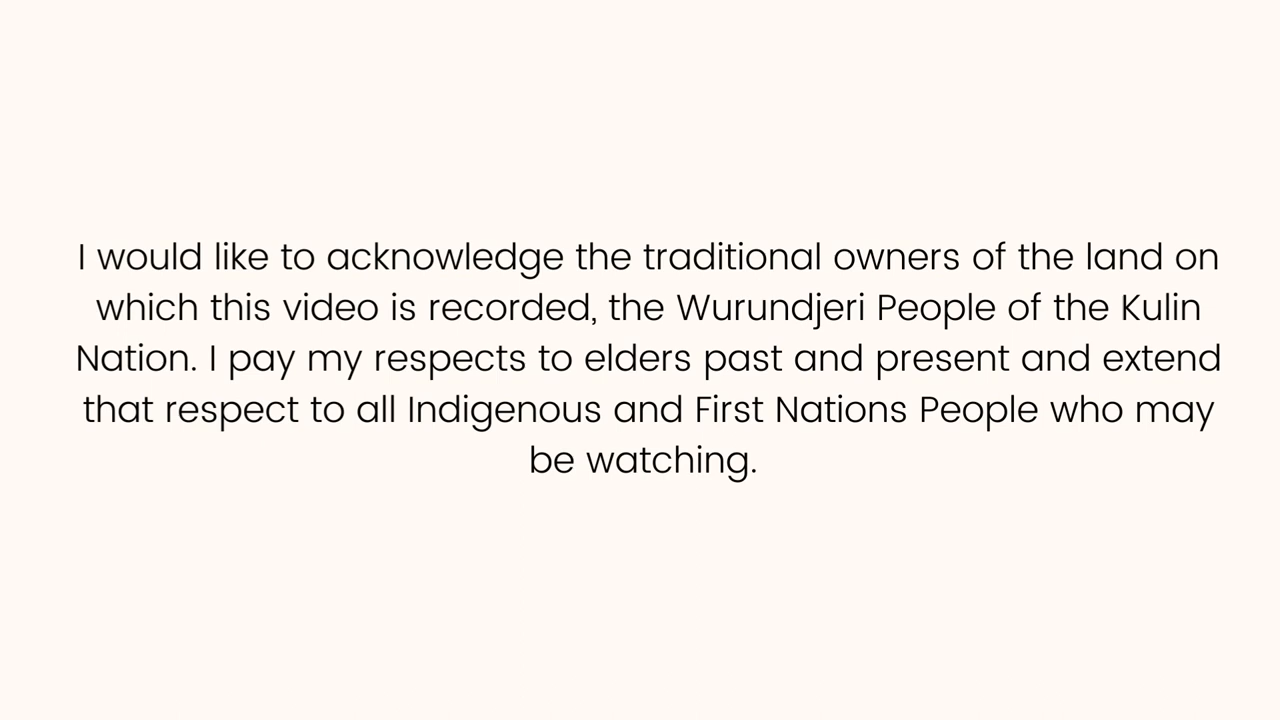 I would like to acknowledge the traditional owners of the land on
which this video is recorded, the Wurundjeri People of the Kulin
Nation. I pay my respects to elders past and present and extend
that respect to all Indigenous and First Nations People who may
be watching.